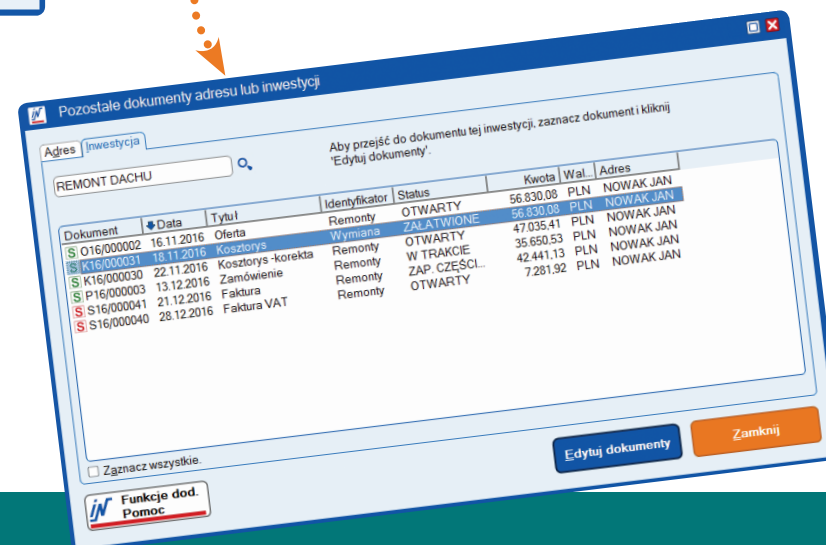 Pozostałe dokumenty adresu lub inwestycji
Adres Inwestycja
REMONT DACHU
Aby przejść do dokumentu tej inwestycji, zaznacz dokument i kliknij
'Edytuj dokumenty'.
Dokument Data Tytuł Identyfikator Status Kwota Wal... Adres
S O16/000002 16.11.2016 Oferta Remonty OTWARTY 56.830,08 PLN NOWAK JAN
S K16/000031 18.11.2016 Kosztorys Wymiana ZAŁATWIONE 56.830,08 PLN NOWAK JAN
S K16/000030 22.11.2016 Kosztorys -korekta Remonty OTWARTY 47.035,41 PLN NOWAK JAN
S P16/000003 13.12.2016 Zamówienie Remonty W TRAKCIE 35.650,53 PLN NOWAK JAN
S S16/000041 21.12.2016 Faktura Remonty ZAP. CZĘŚCI... 42.441,13 PLN NOWAK JAN
S S16/000040 28.12.2016 Faktura VAT Remonty OTWARTY 7.281,92 PLN NOWAK JAN
Zaznacz wszystkie.
Edytuj dokumenty
Zamknij
Funkcje dod.
Pomoc